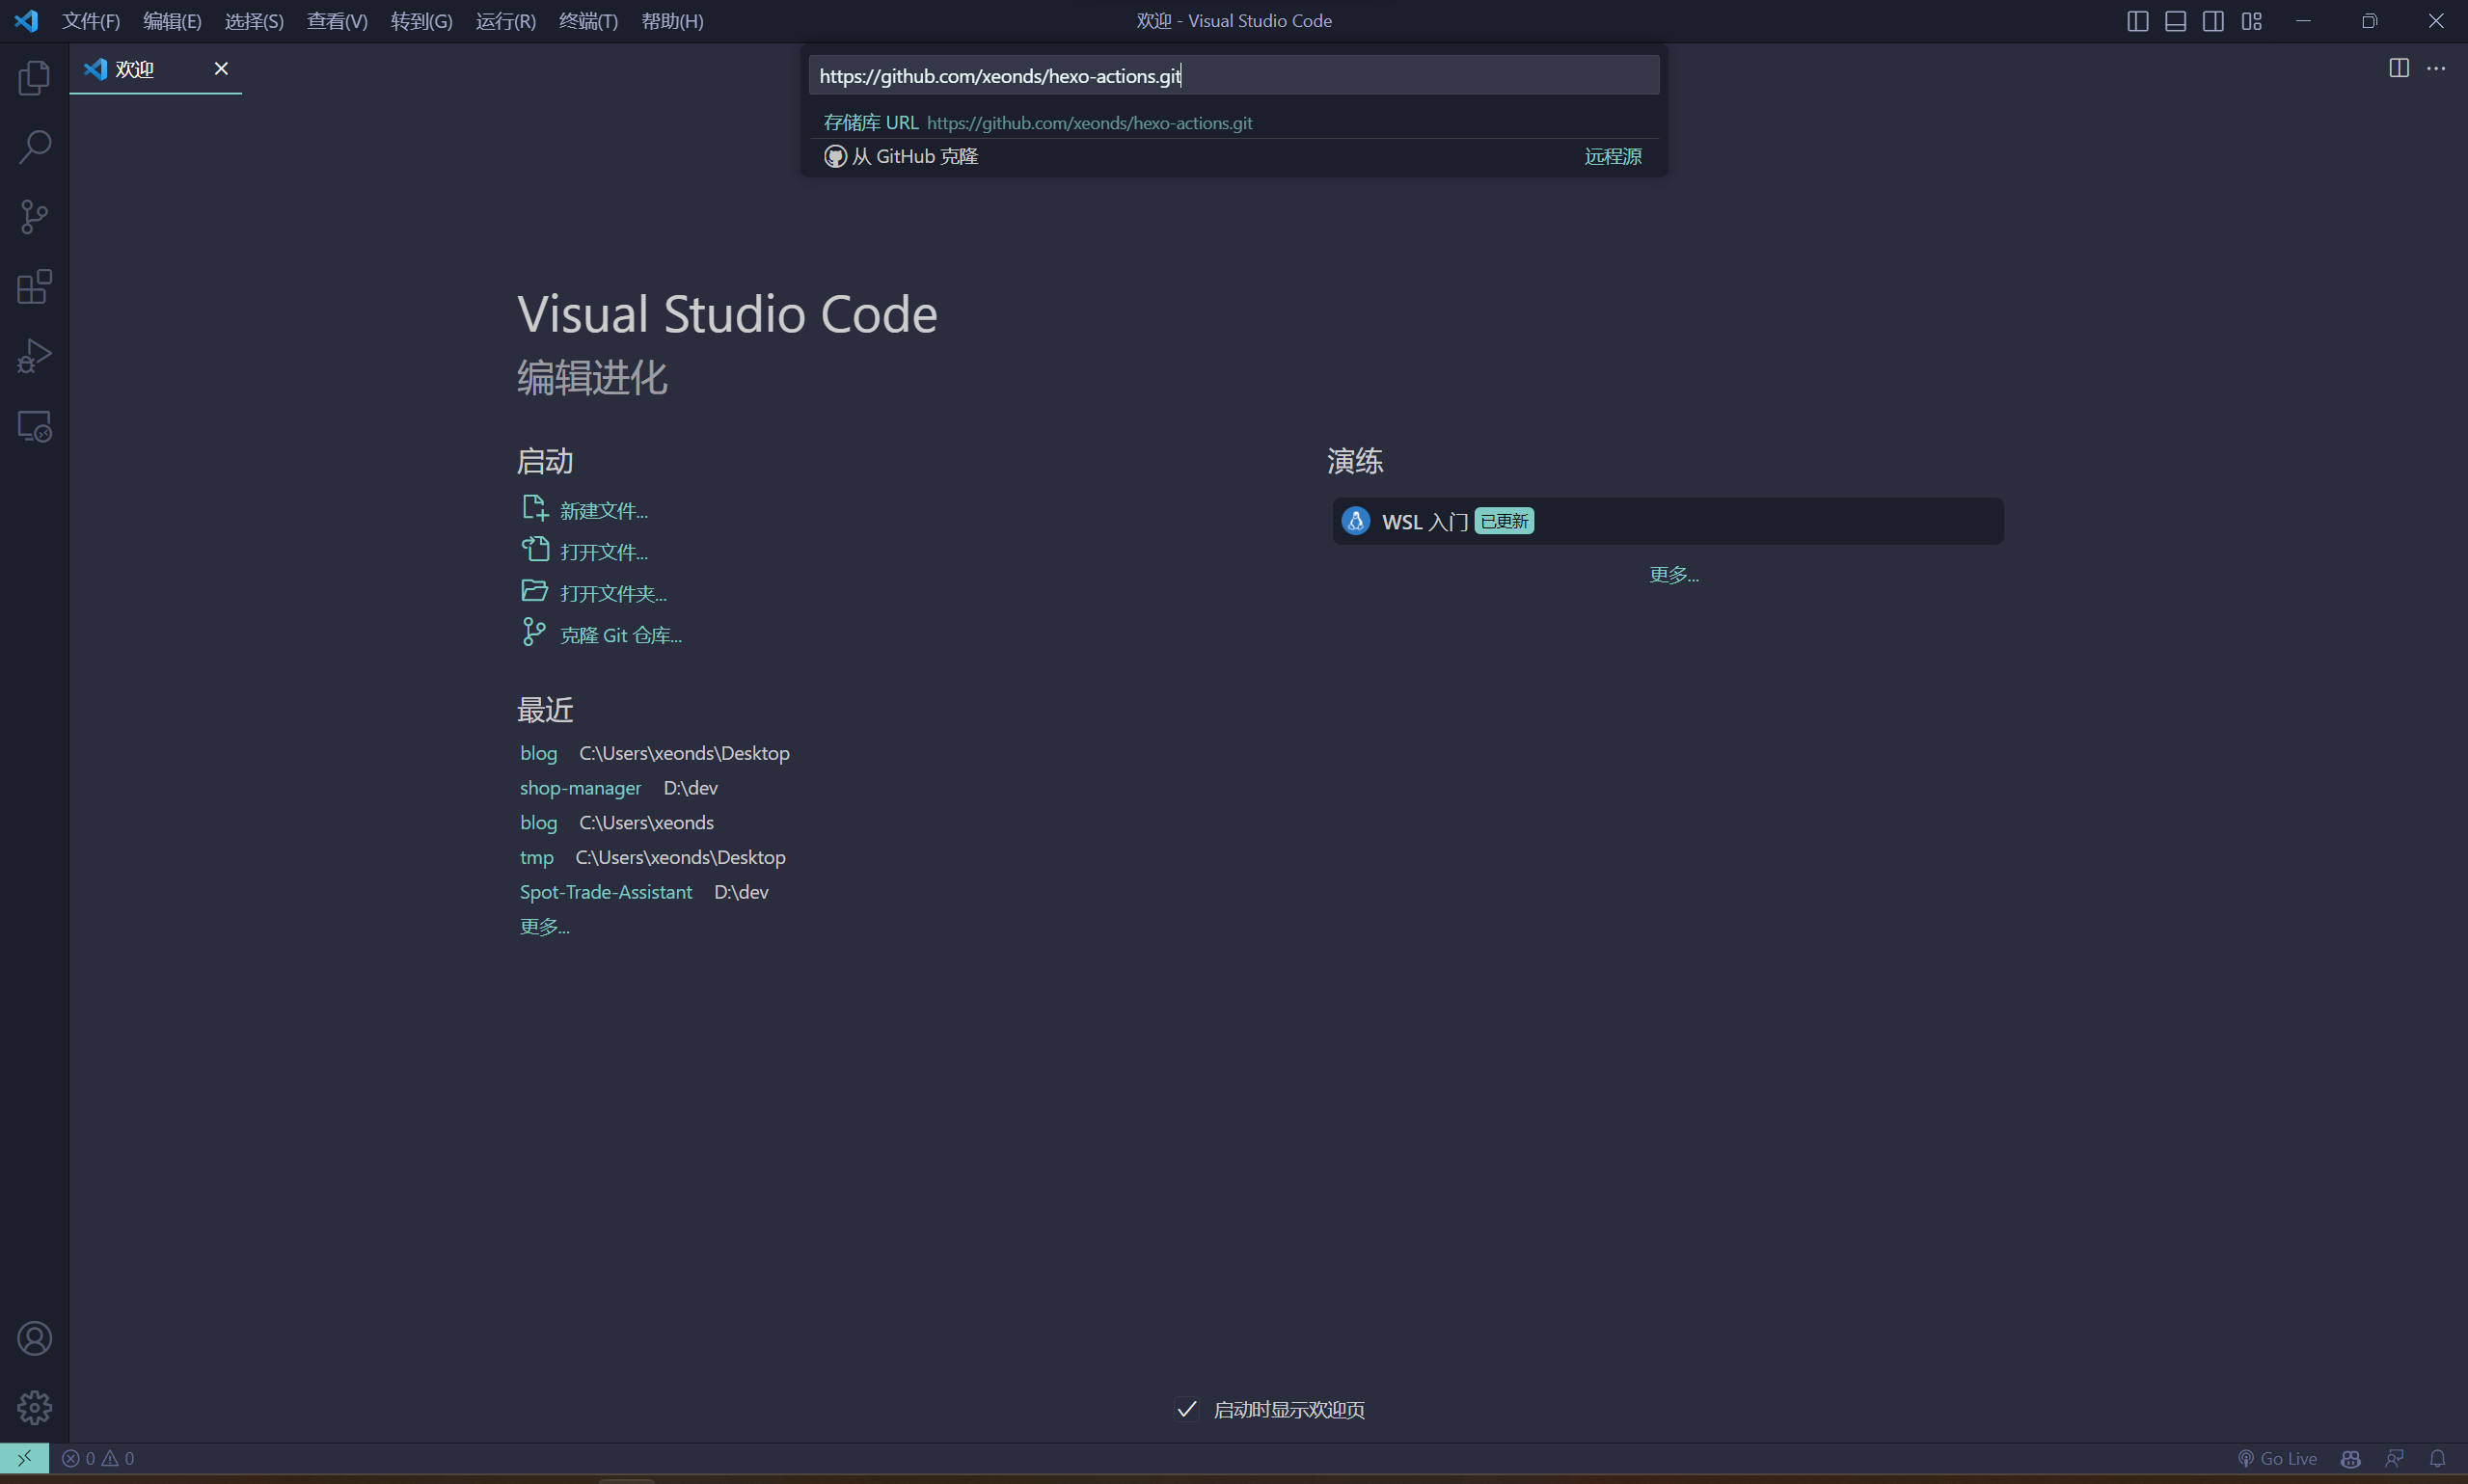 文件(F) 编辑(E) 选择(S) 查看(V) 转到(G) 运行(R) 终端(T) 帮助(H) 欢迎 - Visual Studio Code
欢迎
https://github.com/xeonds/hexo-actions.git
存储库 URL https://github.com/xeonds/hexo-actions.git
从 GitHub 克隆 远程源
Visual Studio Code
编辑进化
启动
新建文件...
打开文件...
打开文件夹...
克隆 Git 仓库...
最近
blog C:\Users\xeonds\Desktop
shop-manager D:\dev
blog C:\Users\xeonds
tmp C:\Users\xeonds\Desktop
Spot-Trade-Assistant D:\dev
更多...
演练
WSL 入门 已更新
更多...
启动时显示欢迎页
0 0 Go Live